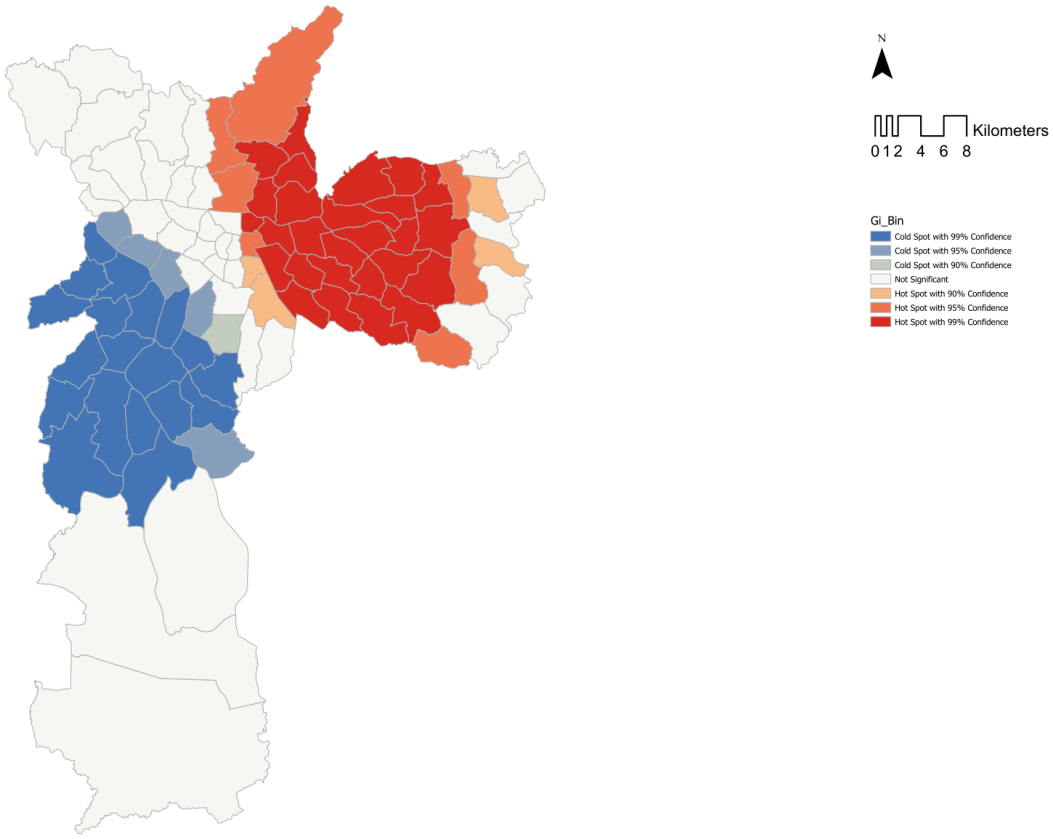 N
Kilometers
0 1 2 4 6 8
Gi_Bin
Cold Spot with 99% Confidence
Cold Spot with 95% Confidence
Cold Spot with 90% Confidence
Not Significant
Hot Spot with 90% Confidence
Hot Spot with 95% Confidence
Hot Spot with 99% Confidence